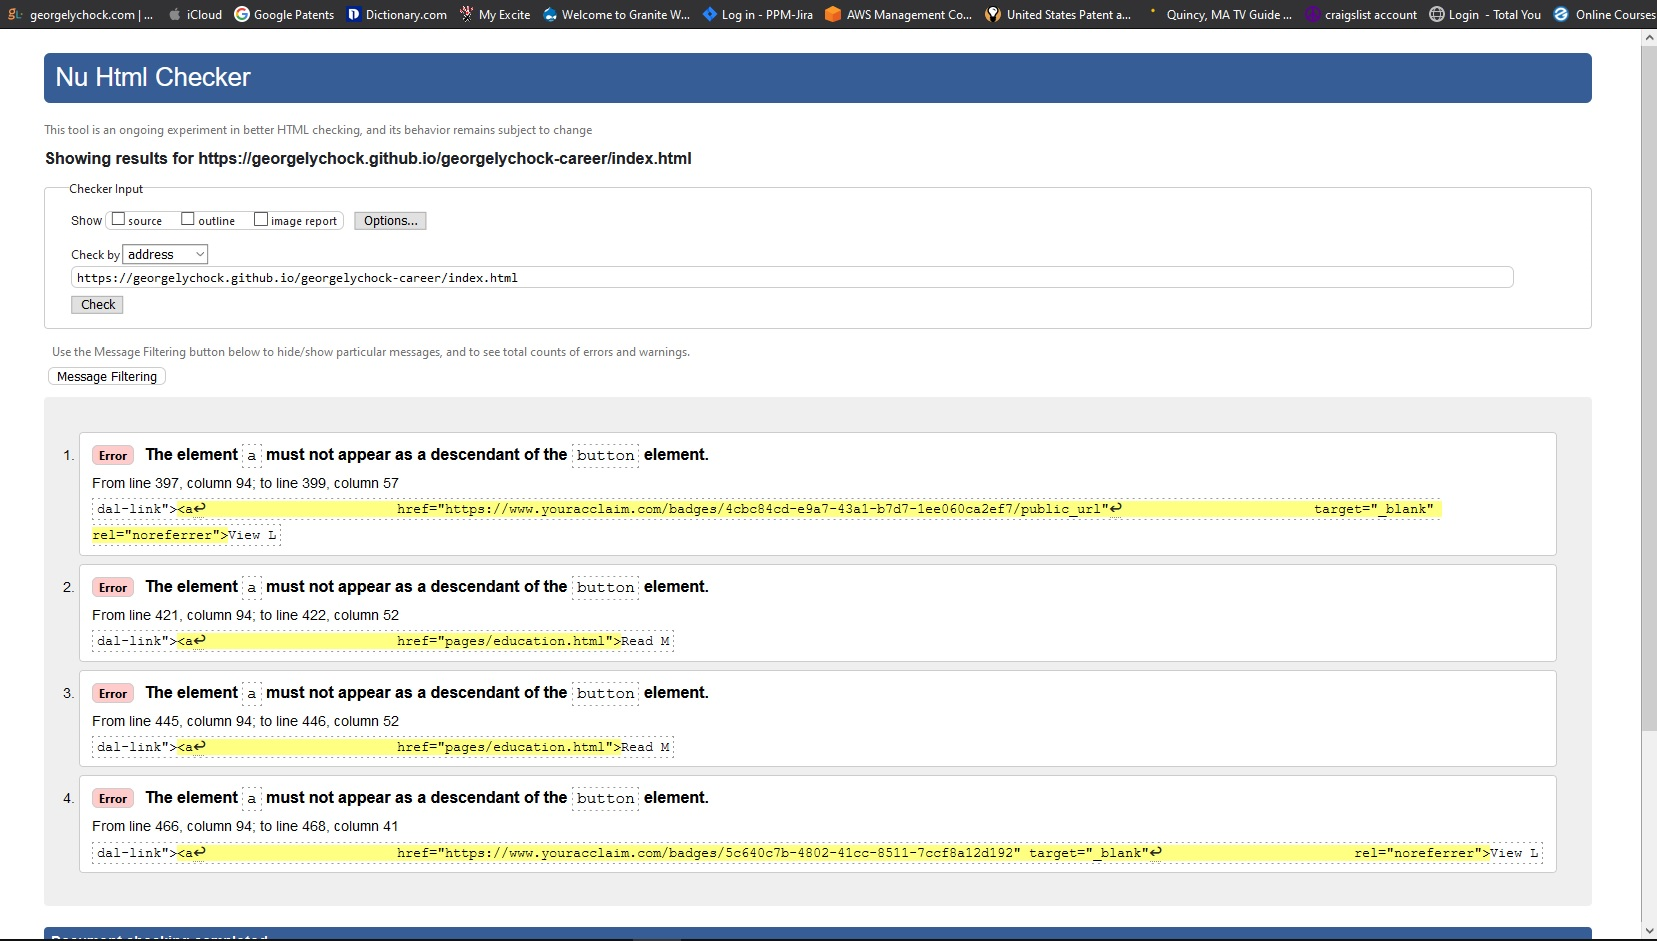 georgelychock.com | ... iCloud Google Patents Dictionary.com My Excite Welcome to Granite W... Log in - PPM-Jira AWS Management Co... United States Patent a... Quincy, MA TV Guide ... craigslist account Login - Total You Online Courses
Nu Html Checker
This tool is an ongoing experiment in better HTML checking, and its behavior remains subject to change
Showing results for https://georgelychock.github.io/georgelychock-career/index.html
Checker Input
Show source outline image report Options...
Check by address
https://georgelychock.github.io/georgelychock-career/index.html
Check
Use the Message Filtering button below to hide/show particular messages, and to see total counts of errors and warnings.
Message Filtering
1. Error The element a must not appear as a descendant of the button element.
From line 397, column 94; to line 399, column 57
dal-link"><a↩ href="https://www.youracclaim.com/badges/4cbc84cd-e9a7-43a1-b7d7-1ee060ca2ef7/public_url"↩ target="_blank"
rel="noreferrer">View L
2. Error The element a must not appear as a descendant of the button element.
From line 421, column 94; to line 422, column 52
dal-link"><a↩ href="pages/education.html">Read M
3. Error The element a must not appear as a descendant of the button element.
From line 445, column 94; to line 446, column 52
dal-link"><a↩ href="pages/education.html">Read M
4. Error The element a must not appear as a descendant of the button element.
From line 466, column 94; to line 468, column 41
dal-link"><a↩ href="https://www.youracclaim.com/badges/5c640c7b-4802-41cc-8511-7ccf8a12d192" target="_blank"↩ rel="noreferrer">View L
Document checking completed